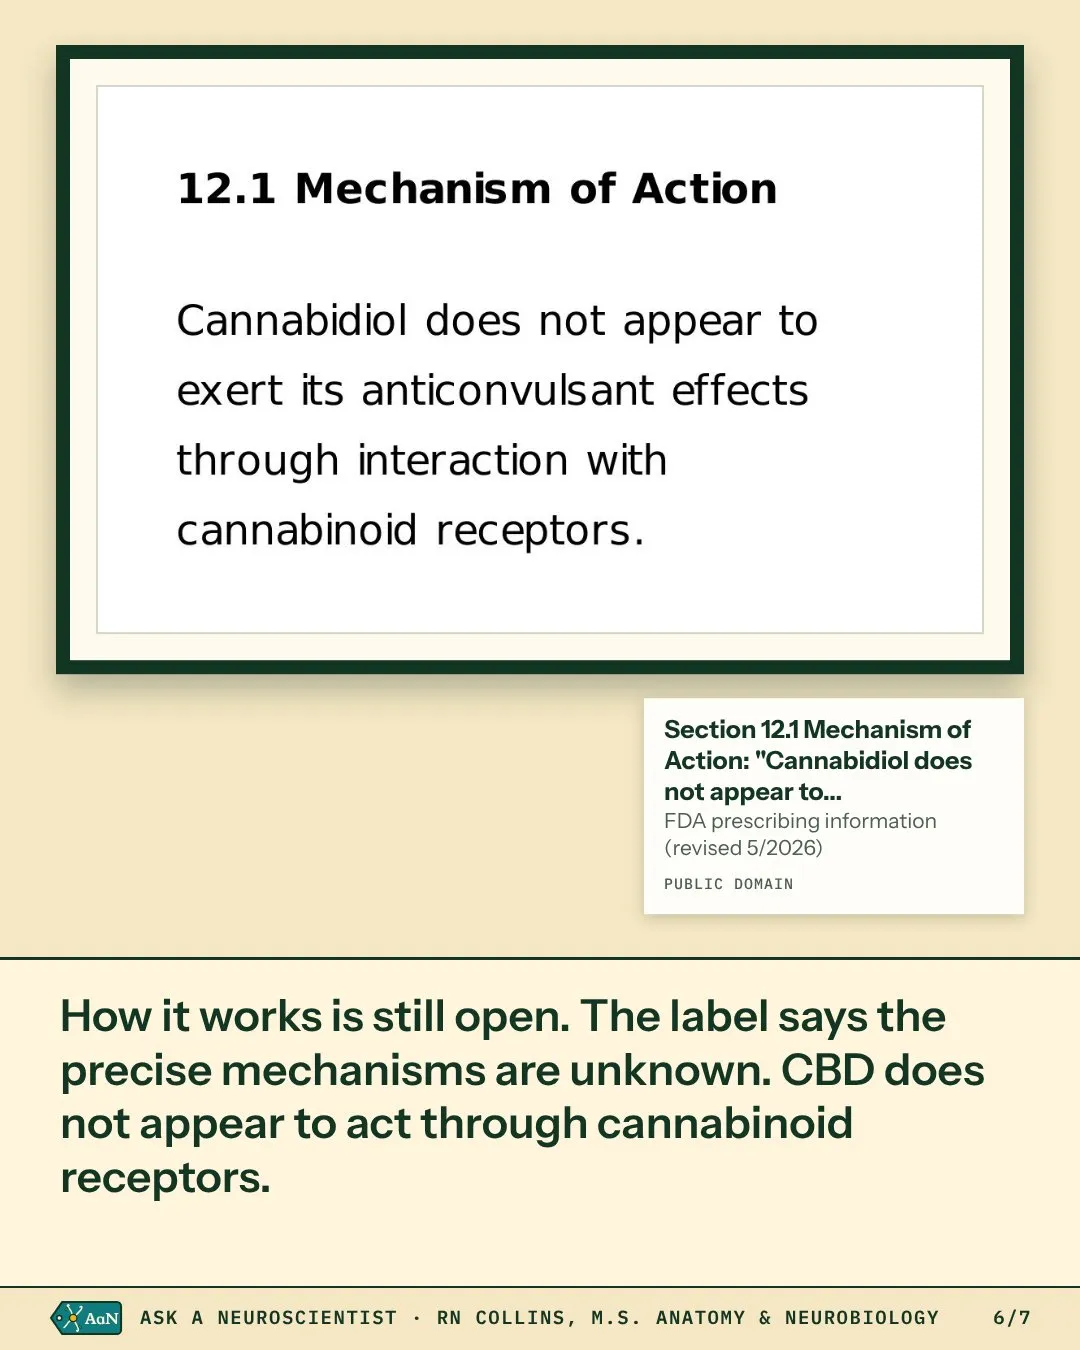 12.1 Mechanism of Action
Cannabidiol does not appear to
exert its anticonvulsant effects
through interaction with
cannabinoid receptors.
Section 12.1 Mechanism of
Action: "Cannabidiol does
not appear to...
FDA prescribing information
(revised 5/2026)
PUBLIC DOMAIN
How it works is still open. The label says the
precise mechanisms are unknown. CBD does
not appear to act through cannabinoid
receptors.
AaN ASK A NEUROSCIENTIST · RN COLLINS, M.S. ANATOMY & NEUROBIOLOGY 6/7